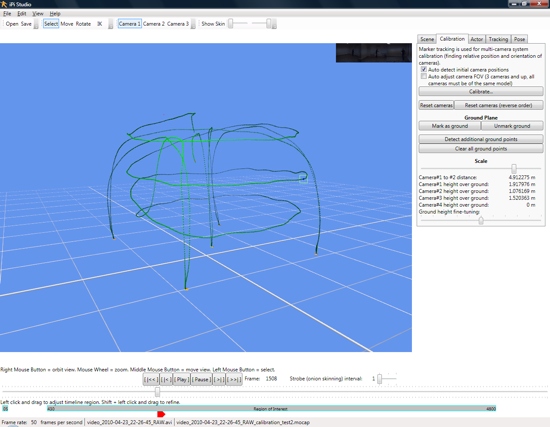 iPi Studio
File Edit View Help
Open Save Select Move Rotate Camera 1 Camera 2 Camera 3 Show Skin
Scene Calibration Actor Tracking Pose
Marker tracking is used for multi-camera system
calibration (finding relative position and orientation of
cameras).
Auto detect initial camera positions
Auto adjust camera FOV (3 cameras and up, all
cameras must be of the same model)
Calibrate...
Reset cameras Reset cameras (reverse order)
Ground Plane
Mark as ground Unmark ground
Detect additional ground points
Clear all ground points
Scale
Camera#1 to #2 distance: 4,912275 m
Camera#1 height over ground: 1,917976 m
Camera#2 height over ground: 1,076169 m
Camera#3 height over ground: 1,520363 m
Camera#4 height over ground: 0 m
Ground height fine-tuning:
Right Mouse Button = orbit view. Mouse Wheel = zoom. Middle Mouse Button = move view. Left Mouse Button = select.
[|<<] [|<] [Play] [Pause] [>|] [>>|] Frame: 1508 Strobe (onion skinning) interval: 1
Left click and drag to adjust timeline region. Shift + left click and drag to refine.
Region of Interest 4800
Frame rate: 50 frames per second video_2010-04-23_22-26-45_RAW.avi video_2010-04-23_22-26-45_RAW_calibration_test2.mocap